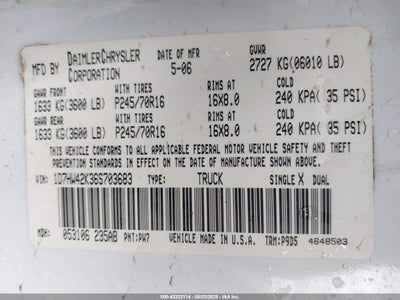 MFD BY DAIMLERCHRYSLER CORPORATION DATE OF MFR 5-06 GVWR 2727 KG(06010 LB)
GAWR FRONT WITH TIRES RIMS AT COLD
1633 KG(3600 LB) P245/70R16 16X8.0 240 KPA( 35 PSI)
GAWR REAR WITH TIRES RIMS AT COLD
1633 KG(3600 LB) P245/70R16 16X8.0 240 KPA( 35 PSI)
THIS VEHICLE CONFORMS TO ALL APPLICABLE FEDERAL MOTOR VEHICLE SAFETY AND
THEFT PREVENTION STANDARDS IN EFFECT ON THE DATE OF MANUFACTURE SHOWN ABOVE.
VIN: 1D7HW42K36S703683 TYPE: TRUCK SINGLE X DUAL
MDH: 053106 235AB PNT: PW7 VEHICLE MADE IN U.S.A. TRM: P9D5 4648503
600-42322114 - 05/23/2025 - IAA